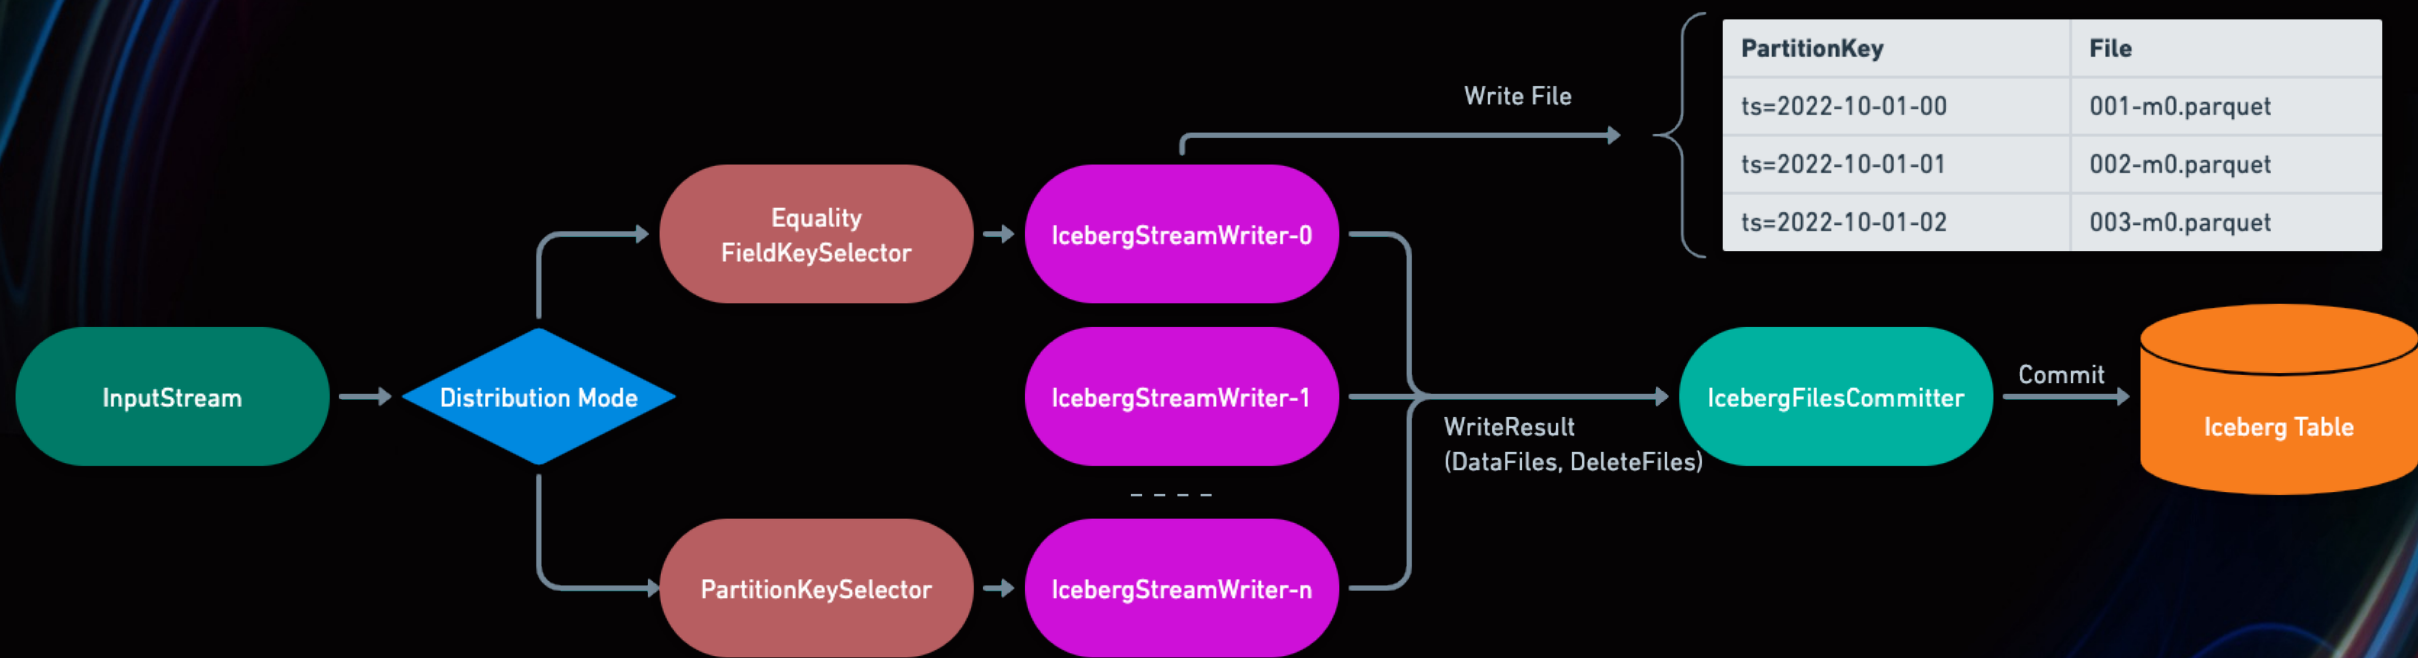 InputStream
Distribution Mode
Equality
FieldKeySelector
PartitionKeySelector
IcebergStreamWriter-0
IcebergStreamWriter-1
IcebergStreamWriter-n
Write File
PartitionKey File
ts=2022-10-01-00 001-m0.parquet
ts=2022-10-01-01 002-m0.parquet
ts=2022-10-01-02 003-m0.parquet
WriteResult
(DataFiles, DeleteFiles)
IcebergFilesCommitter
Commit
Iceberg Table